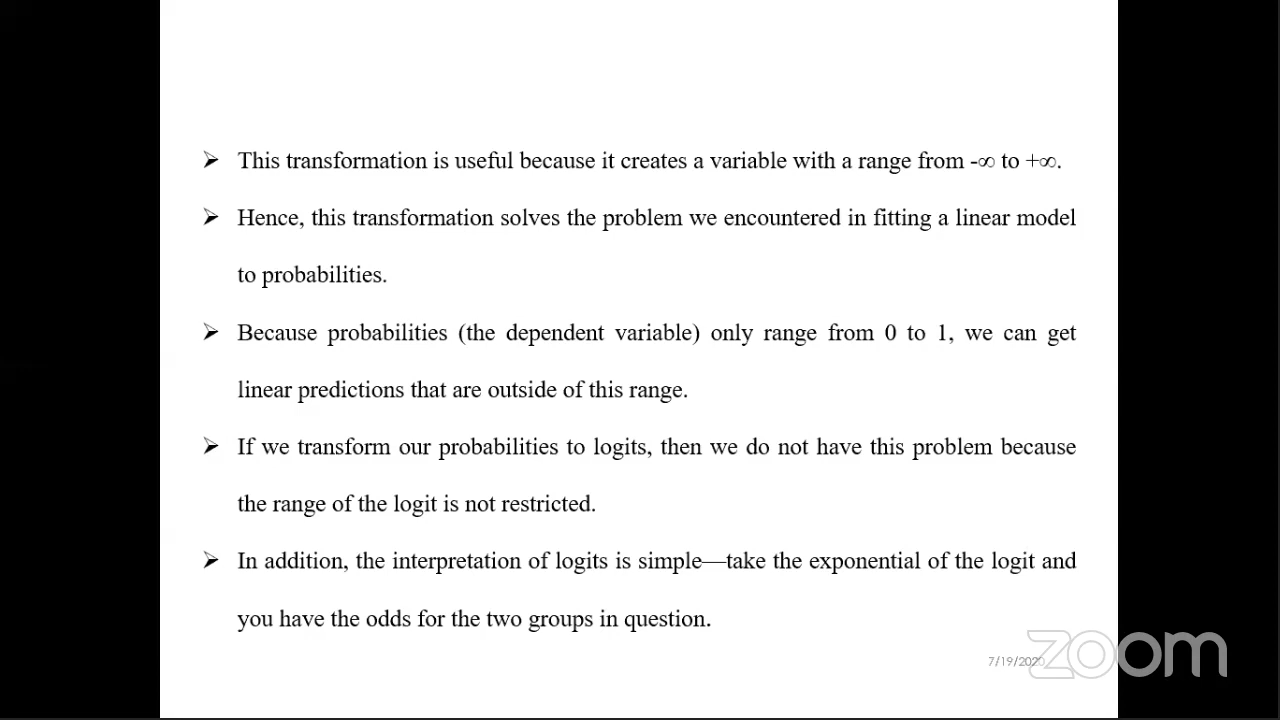 ➢ This transformation is useful because it creates a variable with a range from -∞ to +∞.
➢ Hence, this transformation solves the problem we encountered in fitting a linear model
to probabilities.
➢ Because probabilities (the dependent variable) only range from 0 to 1, we can get
linear predictions that are outside of this range.
➢ If we transform our probabilities to logits, then we do not have this problem because
the range of the logit is not restricted.
➢ In addition, the interpretation of logits is simple—take the exponential of the logit and
you have the odds for the two groups in question.
7/19/2020
zoom